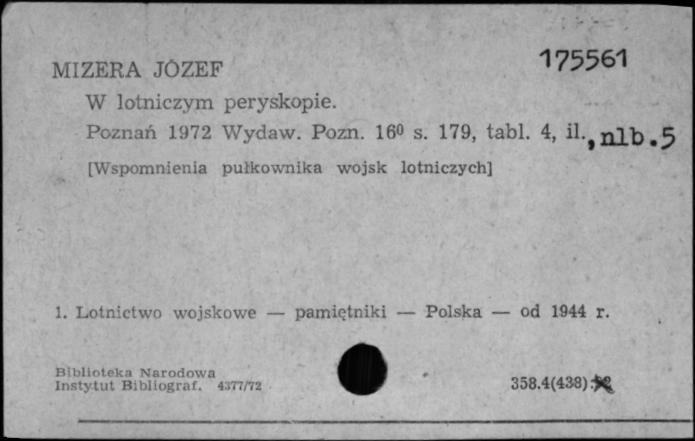 175561
MIZERA JÓZEF
W lotniczym peryskopie.
Poznań 1972 Wydaw. Pozn. 16⁰ s. 179, tabl. 4, il., nlb.5
[Wspomnienia pułkownika wojsk lotniczych]
1. Lotnictwo wojskowe — pamiętniki — Polska — od 1944 r.
Biblioteka Narodowa
Instytut Bibliograf. 4377/72
358.4(438)